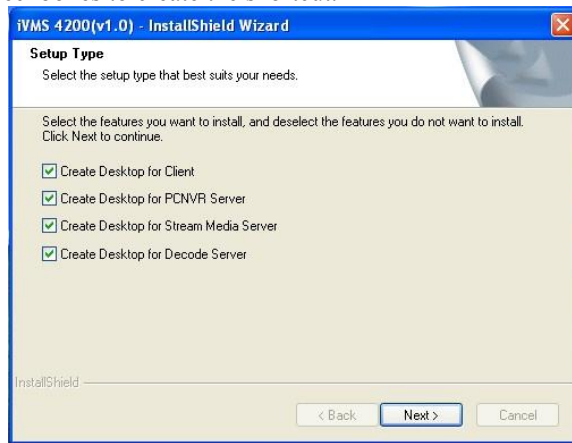 iVMS 4200(v1.0) - InstallShield Wizard
Setup Type
Select the setup type that best suits your needs.
Select the features you want to install, and deselect the features you do not want to install.
Click Next to continue.
Create Desktop for Client
Create Desktop for PCNVR Server
Create Desktop for Stream Media Server
Create Desktop for Decode Server
InstallShield
< Back
Next >
Cancel